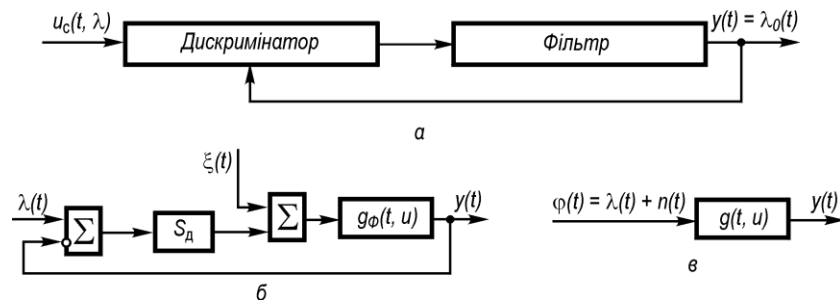 u_c(t, λ)
Дискримінатор
Фільтр
y(t) = λ_0(t)
а
ξ(t)
λ(t)
Σ
S_д
Σ
g_Ф(t, u)
y(t)
б
φ(t) = λ(t) + n(t)
g(t, u)
y(t)
в